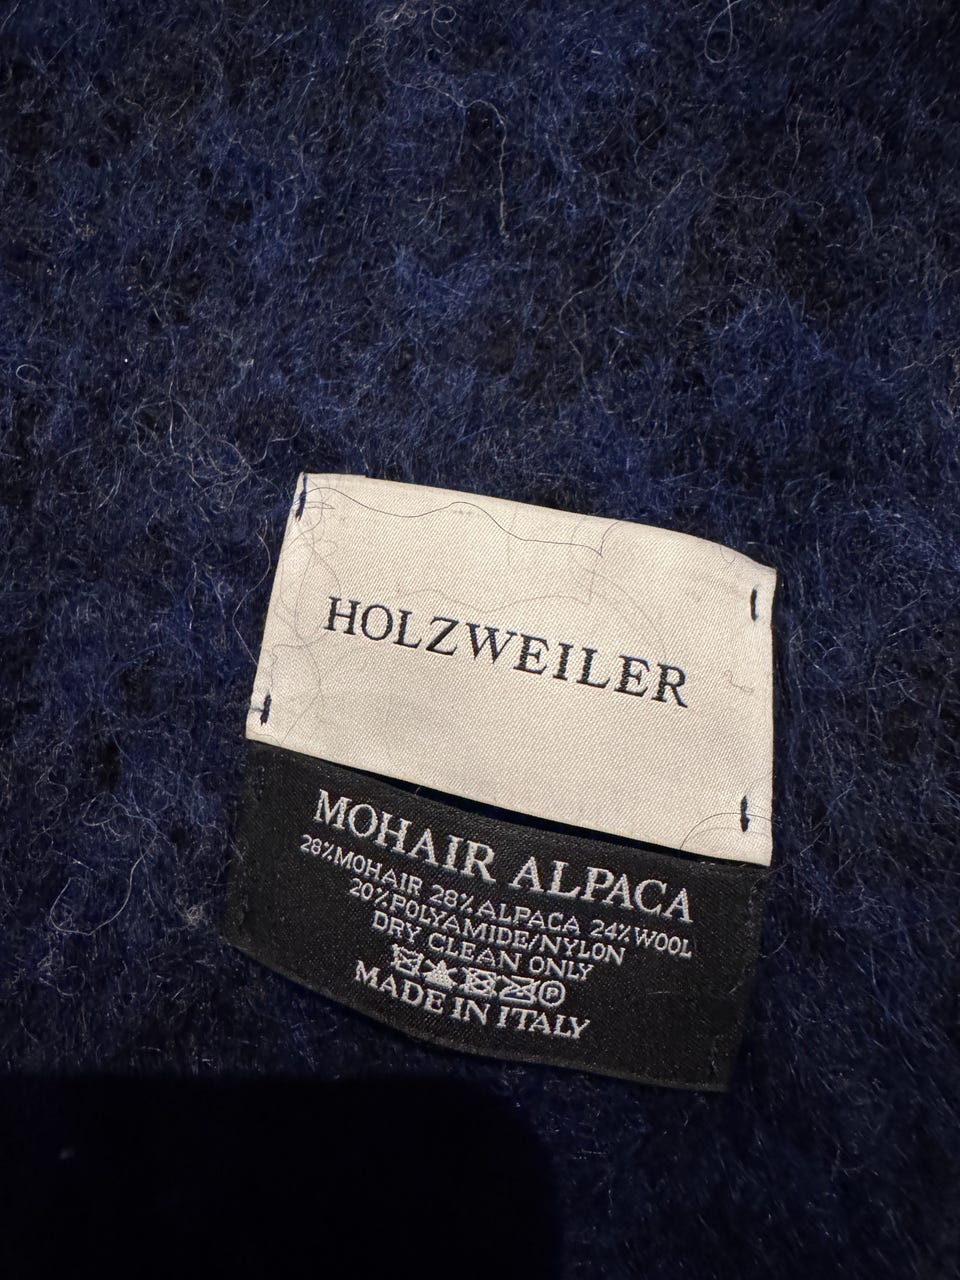 HOLZWEILER
MOHAIR ALPACA
28%MOHAIR 28%ALPACA 24%WOOL
20%POLYAMIDE/NYLON
DRY CLEAN ONLY
P
MADE IN ITALY